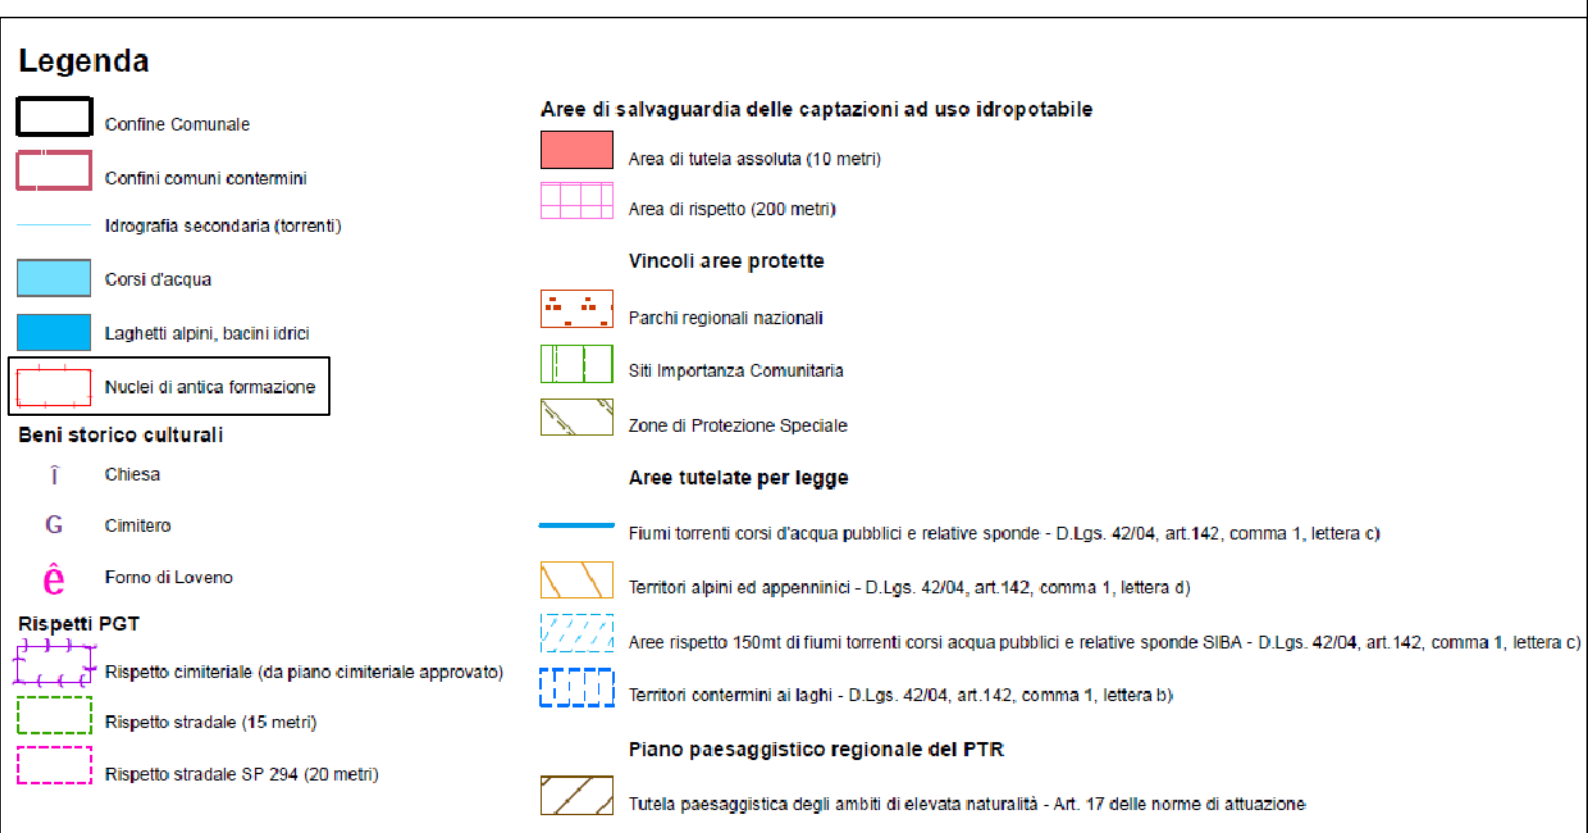 Legenda
Confine Comunale
Confini comuni contermini
Idrografia secondaria (torrenti)
Corsi d'acqua
Laghetti alpini, bacini idrici
Nuclei di antica formazione
Beni storico culturali
Î Chiesa
G Cimitero
ê Forno di Loveno
Rispetti PGT
Rispetto cimiteriale (da piano cimiteriale approvato)
Rispetto stradale (15 metri)
Rispetto stradale SP 294 (20 metri)
Aree di salvaguardia delle captazioni ad uso idropotabile
Area di tutela assoluta (10 metri)
Area di rispetto (200 metri)
Vincoli aree protette
Parchi regionali nazionali
Siti Importanza Comunitaria
Zone di Protezione Speciale
Aree tutelate per legge
Fiumi torrenti corsi d'acqua pubblici e relative sponde - D.Lgs. 42/04, art.142, comma 1, lettera c)
Territori alpini ed appenninici - D.Lgs. 42/04, art.142, comma 1, lettera d)
Aree rispetto 150mt di fiumi torrenti corsi acqua pubblici e relative sponde SIBA - D.Lgs. 42/04, art.142, comma 1, lettera c)
Territori contermini ai laghi - D.Lgs. 42/04, art.142, comma 1, lettera b)
Piano paesaggistico regionale del PTR
Tutela paesaggistica degli ambiti di elevata naturalità - Art. 17 delle norme di attuazione